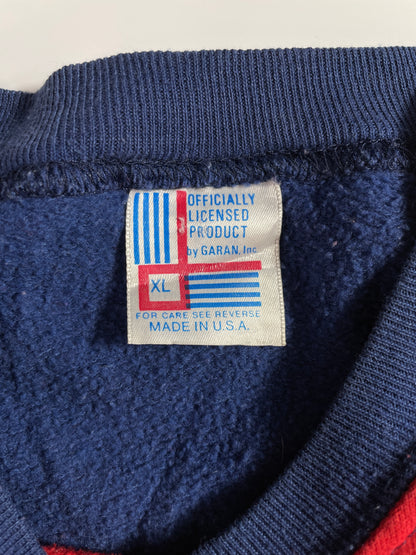 OFFICIALLY
LICENSED
PRODUCT
by GARAN, Inc.
XL
FOR CARE SEE REVERSE
MADE IN U.S.A.